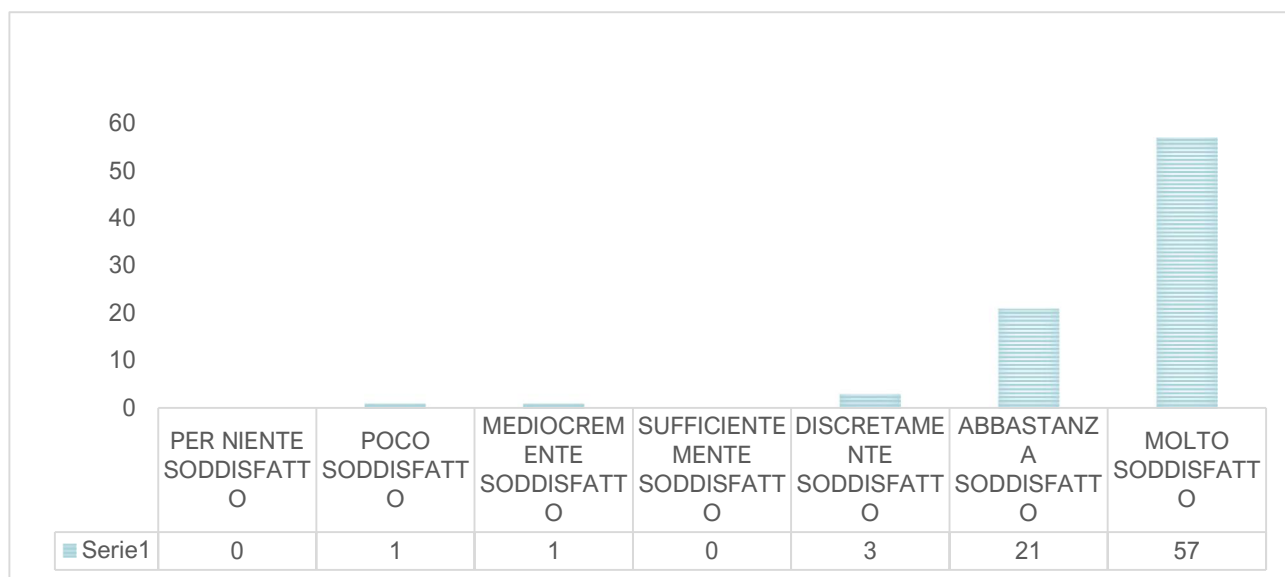 60
50
40
30
20
10
0
PER NIENTE
SODDISFATT
O
POCO
SODDISFATT
O
MEDIOCREM
ENTE
SODDISFATT
O
SUFFICIENTE
MENTE
SODDISFATT
O
DISCRETAME
NTE
SODDISFATT
O
ABBASTANZ
A
SODDISFATT
O
MOLTO
SODDISFATT
O
Serie1 0 1 1 0 3 21 57